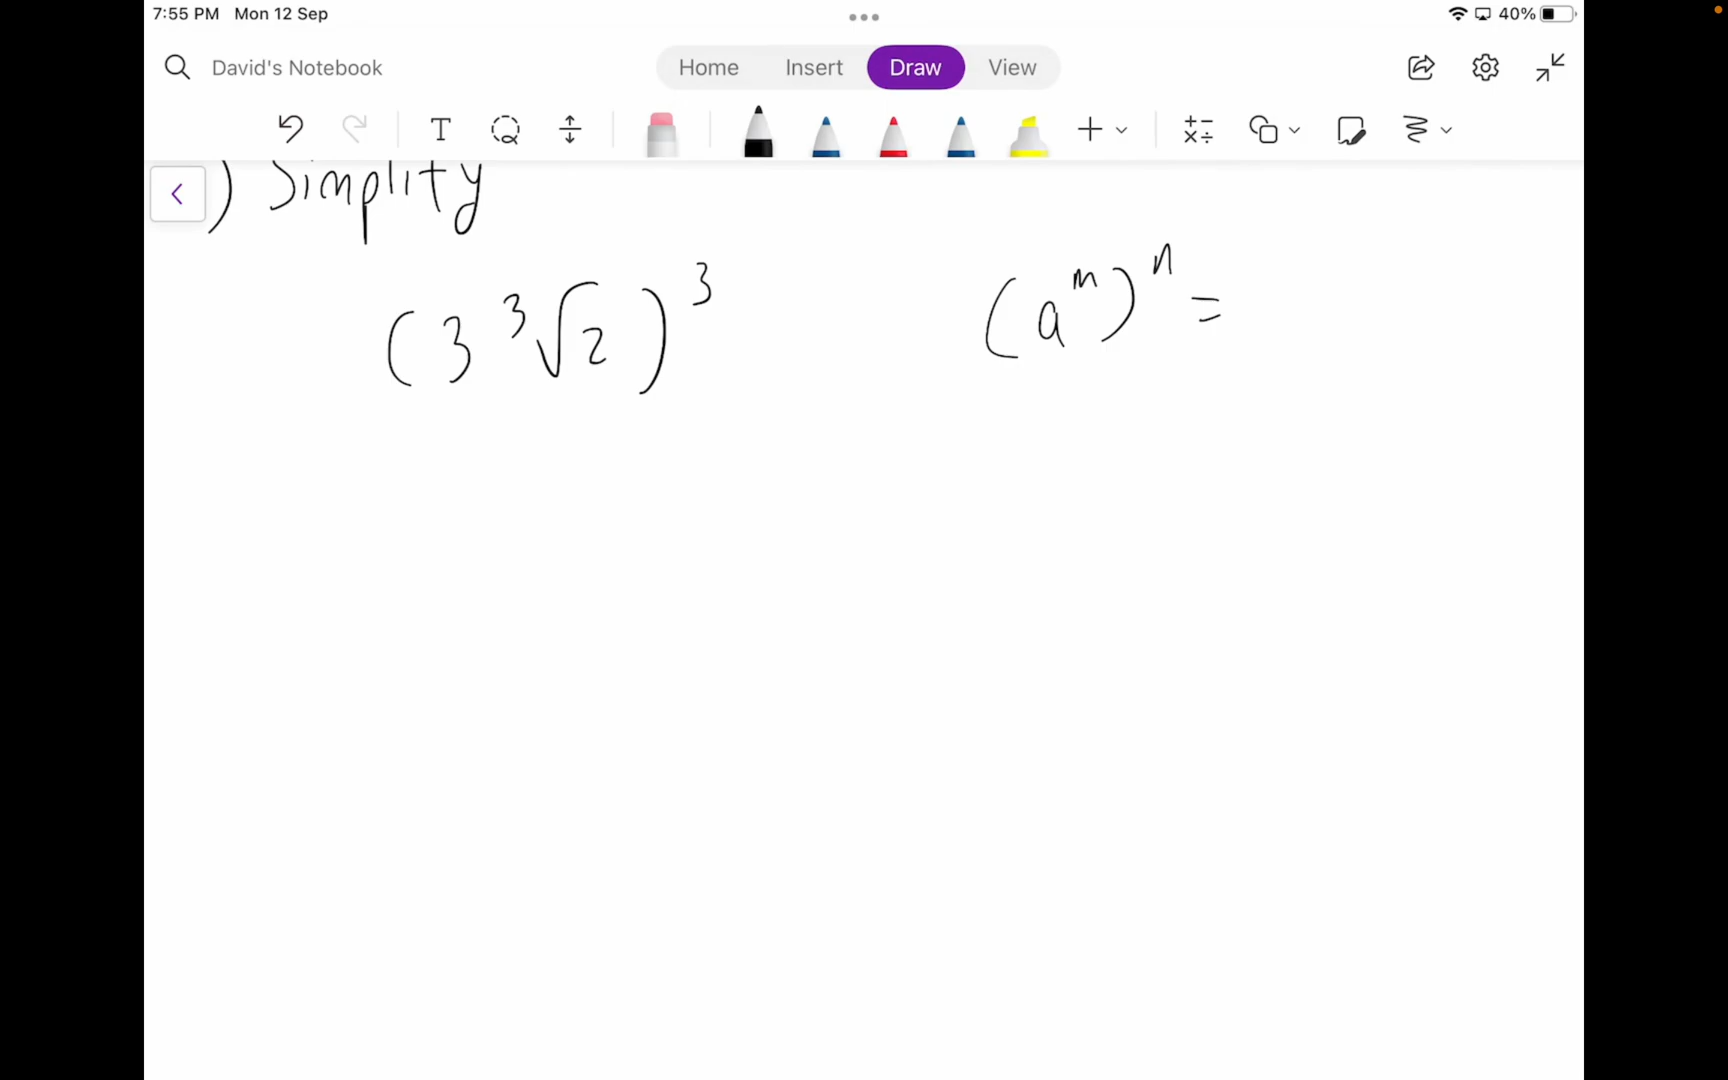 7:55 PM Mon 12 Sep 40%
David's Notebook Home Insert Draw View
T
) Simplify
(3 ³√2)³ (aᵐ)ⁿ =